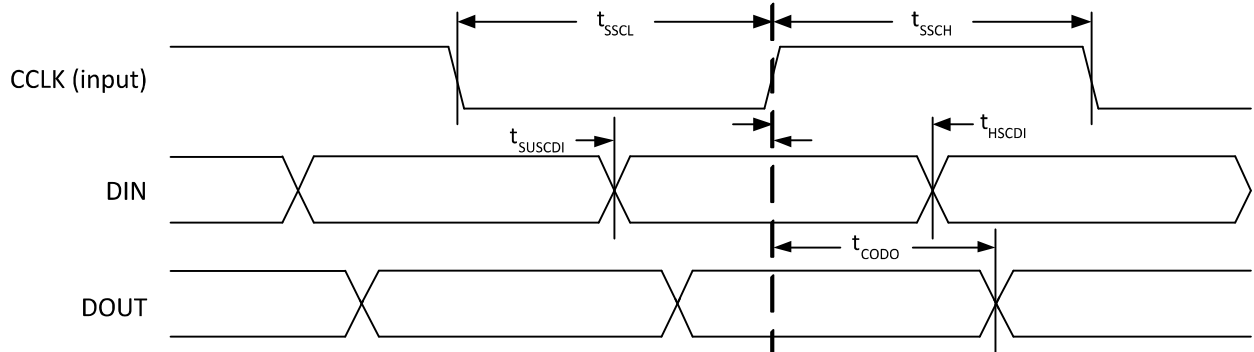 tSSCL
tSSCH
CCLK (input)
tSUSCDI
tHSCDI
DIN
tCODO
DOUT